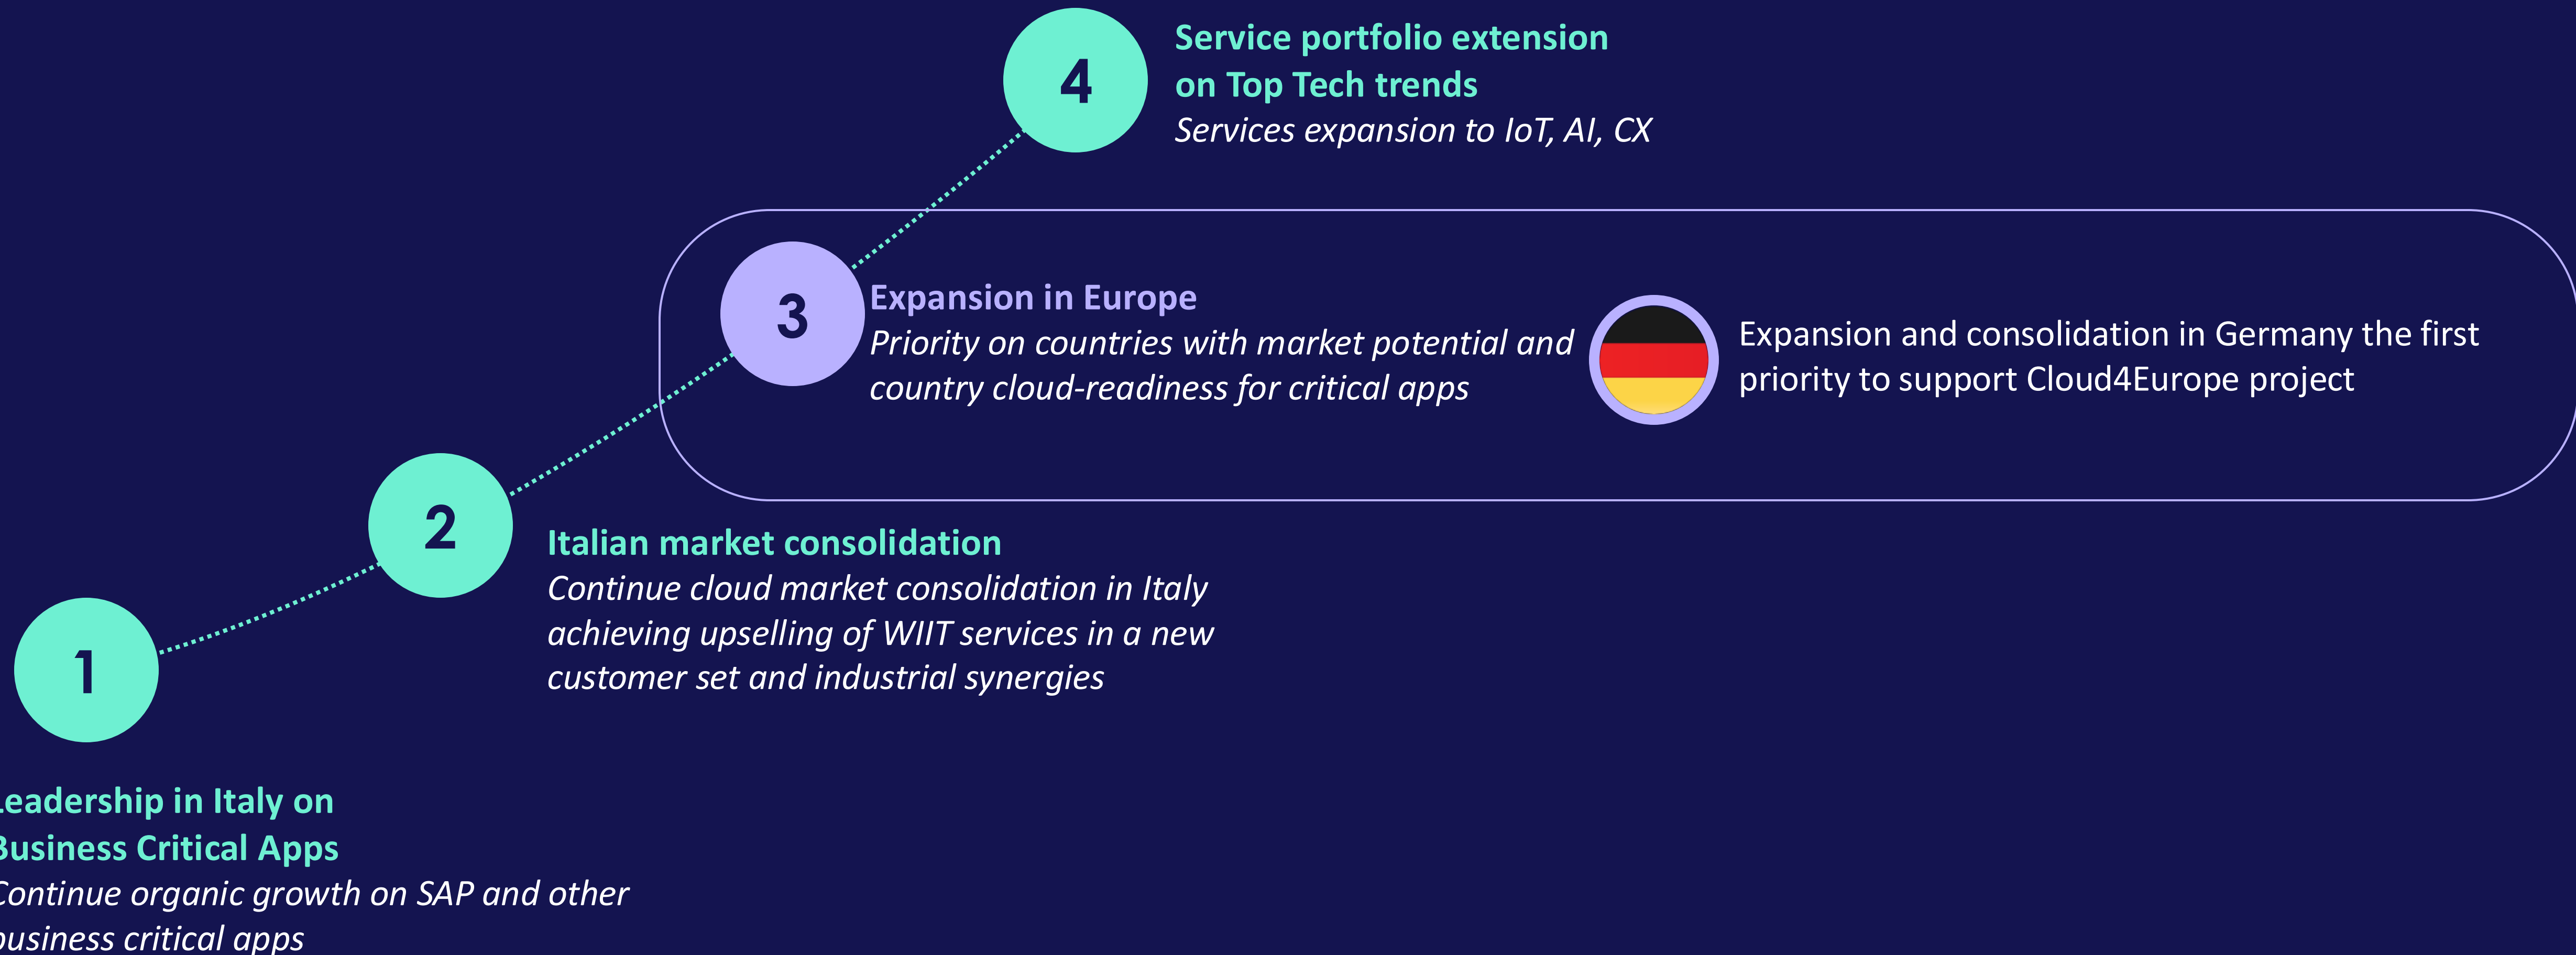 4
Service portfolio extension
on Top Tech trends
Services expansion to IoT, AI, CX
3
Expansion in Europe
Priority on countries with market potential and
country cloud-readiness for critical apps
Expansion and consolidation in Germany the first
priority to support Cloud4Europe project
2
Italian market consolidation
Continue cloud market consolidation in Italy
achieving upselling of WIIT services in a new
customer set and industrial synergies
1
Leadership in Italy on
Business Critical Apps
Continue organic growth on SAP and other
business critical apps